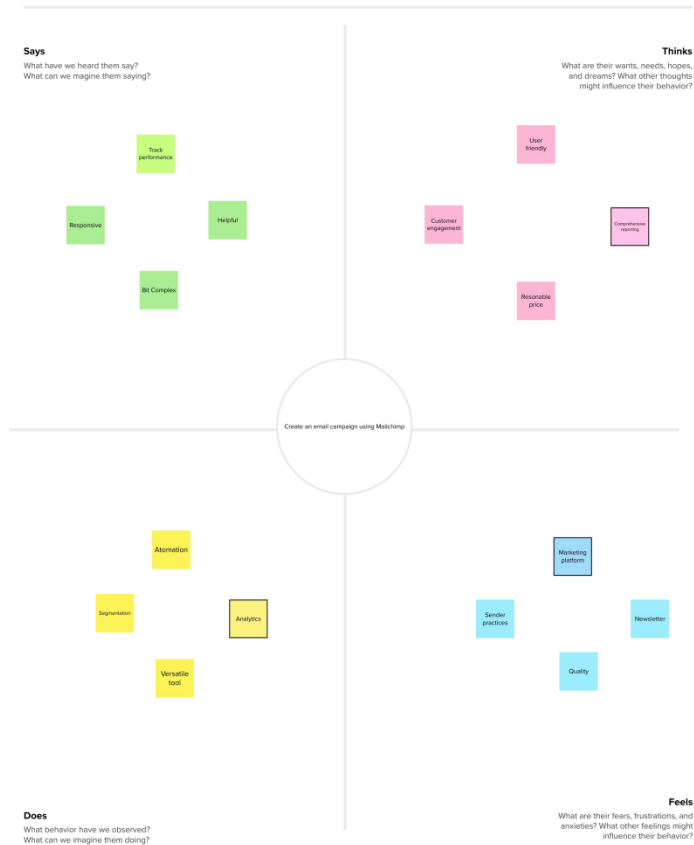 Says
What have we heard them say?
What can we magine them saying?
Thinks
What are their wants, needs, hopes,
and dreams? What other thoughts
might influence their behavior?
Track
performance
Responsive
Helpful
Bit Complex
User
friendly
Customer
engagement
Comprehensive
reporting
Resonable
price
Create an email campaign using Mailchimp
Atomation
Segmentation
Analytics
Versatile
tool
Marketing
platform
Sender
practices
Newsletter
Quality
Does
What behavior have we observed?
What can we imagine them doing?
Feels
What are their fears, frustrations, and
anxieties? What other feelings might
influence their behavior?